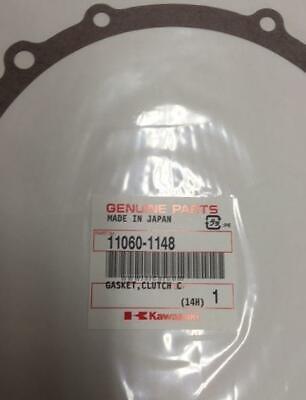 GENUINE PARTS
MADE IN JAPAN
11060-1148
GASKET,CLUTCH C
(14H) 1
Kawasaki